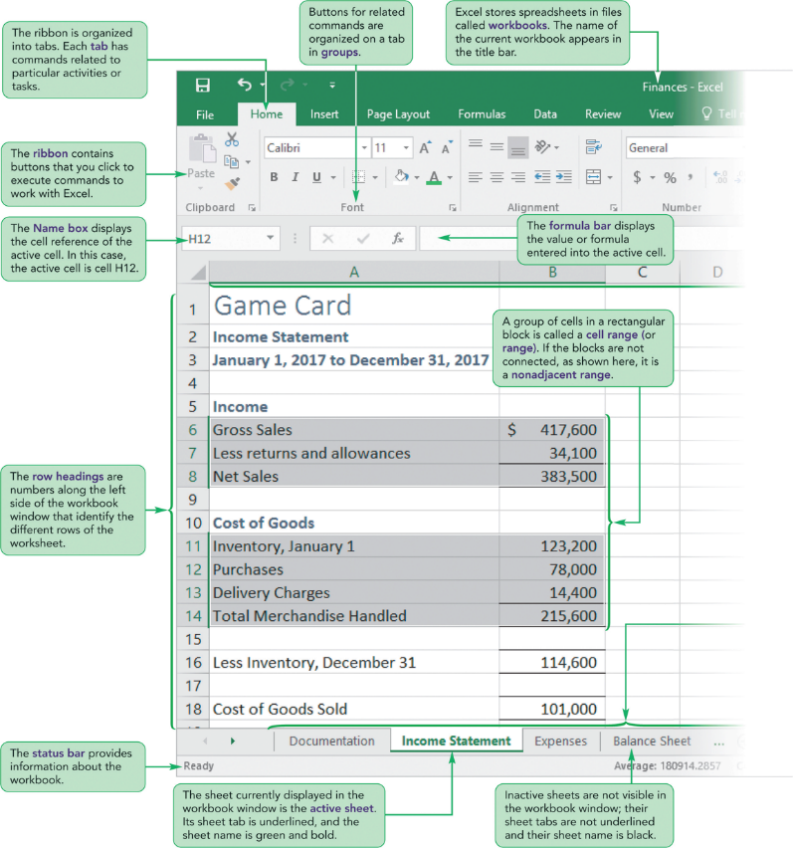 The ribbon is organized
into tabs. Each tab has
commands related to
particular activities or
tasks.
Buttons for related
commands are
organized on a tab
in groups.
Excel stores spreadsheets in files
called workbooks. The name of
the current workbook appears in
the title bar.
Finances - Excel
File Home Insert Page Layout Formulas Data Review View Tell
The ribbon contains
buttons that you click to
execute commands to
work with Excel.
Paste
Calibri 11 A A General
B I U A $ % ,
Clipboard Font Alignment Number
The Name box displays
the cell reference of the
active cell. In this case,
the active cell is cell H12.
H12 fx
The formula bar displays
the value or formula
entered into the active cell.
A B C D
1 Game Card
2 Income Statement
3 January 1, 2017 to December 31, 2017
4
5 Income
6 Gross Sales $ 417,600
7 Less returns and allowances 34,100
8 Net Sales 383,500
9
10 Cost of Goods
11 Inventory, January 1 123,200
12 Purchases 78,000
13 Delivery Charges 14,400
14 Total Merchandise Handled 215,600
15
16 Less Inventory, December 31 114,600
17
18 Cost of Goods Sold 101,000
A group of cells in a rectangular
block is called a cell range (or
range). If the blocks are not
connected, as shown here, it is
a nonadjacent range.
The row headings are
numbers along the left
side of the workbook
window that identify the
different rows of the
worksheet.
Documentation Income Statement Expenses Balance Sheet ...
The status bar provides
information about the
workbook.
Ready Average: 180914.2857
The sheet currently displayed in the
workbook window is the active sheet.
Its sheet tab is underlined, and the
sheet name is green and bold.
Inactive sheets are not visible in
the workbook window; their
sheet tabs are not underlined
and their sheet name is black.